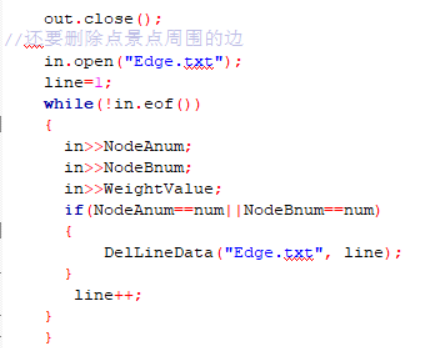 out.close();
//还要删除点景点周围的边
in.open("Edge.txt");
line=1;
while(!in.eof())
{
in>>NodeAnum;
in>>NodeBnum;
in>>WeightValue;
if(NodeAnum==num||NodeBnum==num)
{
DelLineData("Edge.txt", line);
}
line++;
}
}